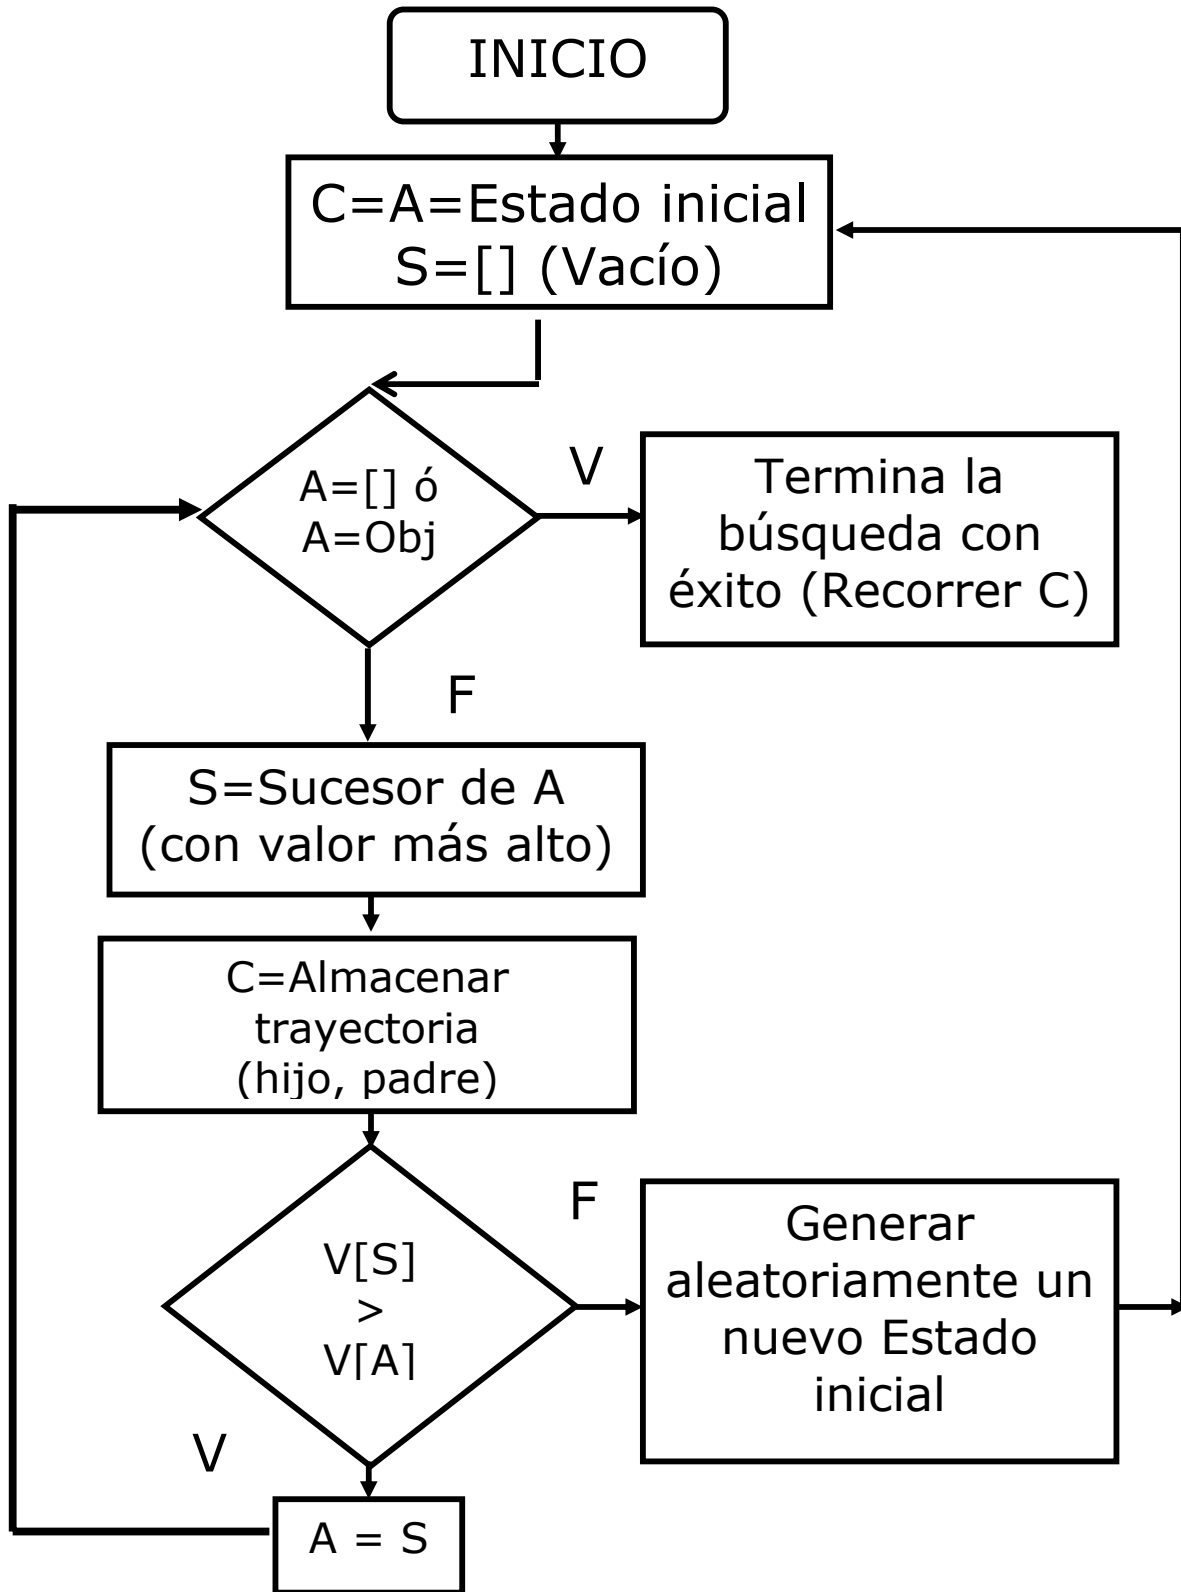 INICIO
C=A=Estado inicial
S=[] (Vacío)
A=[] ó
A=Obj
V
Termina la
búsqueda con
éxito (Recorrer C)
F
S=Sucesor de A
(con valor más alto)
C=Almacenar
trayectoria
(hijo, padre)
V[S]
>
V[A]
F
Generar
aleatoriamente un
nuevo Estado
inicial
V
A = S